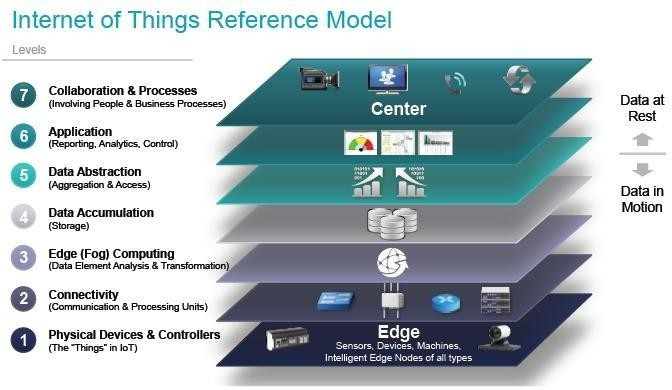 Internet of Things Reference Model
Levels
7
Collaboration & Processes
(Involving People & Business Processes)
6
Application
(Reporting, Analytics, Control)
5
Data Abstraction
(Aggregation & Access)
4
Data Accumulation
(Storage)
3
Edge (Fog) Computing
(Data Element Analysis & Transformation)
2
Connectivity
(Communication & Processing Units)
1
Physical Devices & Controllers
(The "Things" in IoT)
Center
Edge
Sensors, Devices, Machines,
Intelligent Edge Nodes of all types
Data at
Rest
Data in
Motion